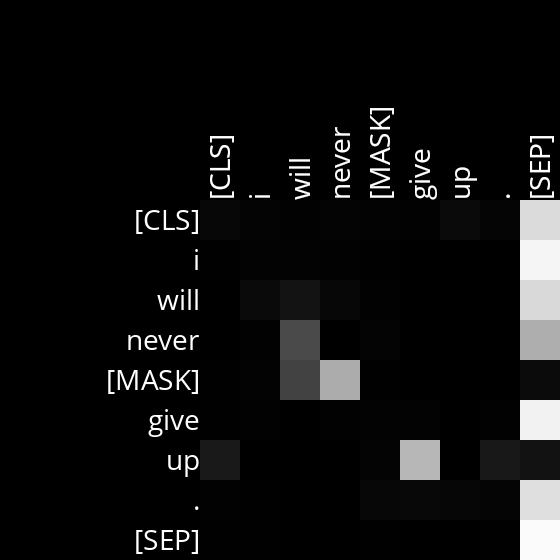 [CLS] i will never [MASK] give up . [SEP]
[CLS]
i
will
never
[MASK]
give
up
.
[SEP]